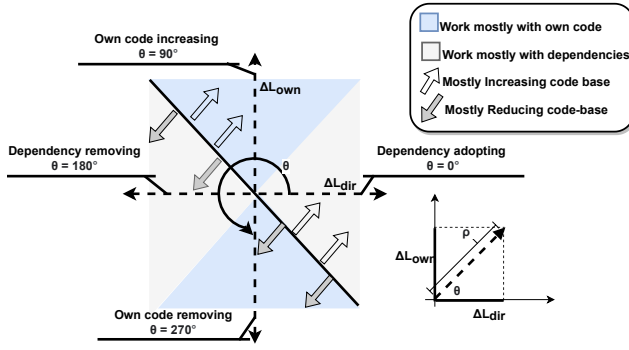 Own code increasing
θ = 90°
ΔLown
Work mostly with own code
Work mostly with dependencies
Mostly Increasing code base
Mostly Reducing code-base
Dependency removing
θ = 180°
θ
Dependency adopting
θ = 0°
ΔLdir
ρ
ΔLowr
θ
ΔLdir
Own code removing
θ = 270°